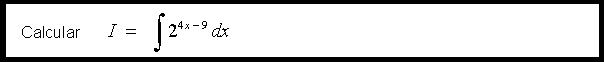 Calcular I = ∫ 2^{4x-9} dx